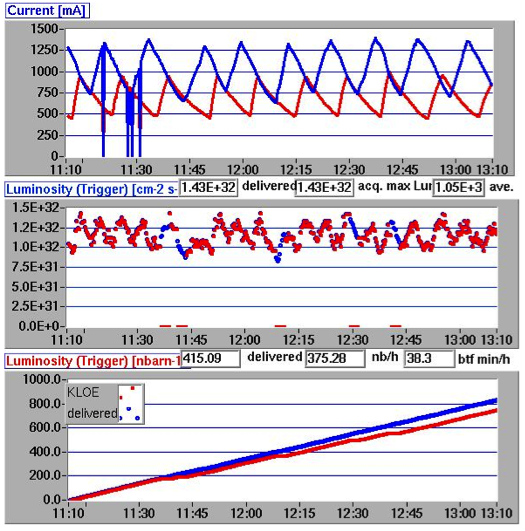 Current [mA]
1500
1250
1000
750
500
250
0
11:10 11:30 11:45 12:00 12:15 12:30 12:45 13:00 13:10
Luminosity (Trigger) [cm-2 s- 1.43E+32 delivered 1.43E+32 acq. max Lur 1.05E+3 ave.
1.5E+32
1.2E+32
1.0E+32
7.5E+31
5.0E+31
2.5E+31
0.0E+0
11:10 11:30 11:45 12:00 12:15 12:30 12:45 13:00 13:10
Luminosity (Trigger) [nbarn-1 415.09 delivered 375.28 nb/h 38.3 btf min/h
1000.0
800.0
600.0
400.0
200.0
0.0
KLOE
delivered
11:10 11:30 11:45 12:00 12:15 12:30 12:45 13:00 13:10